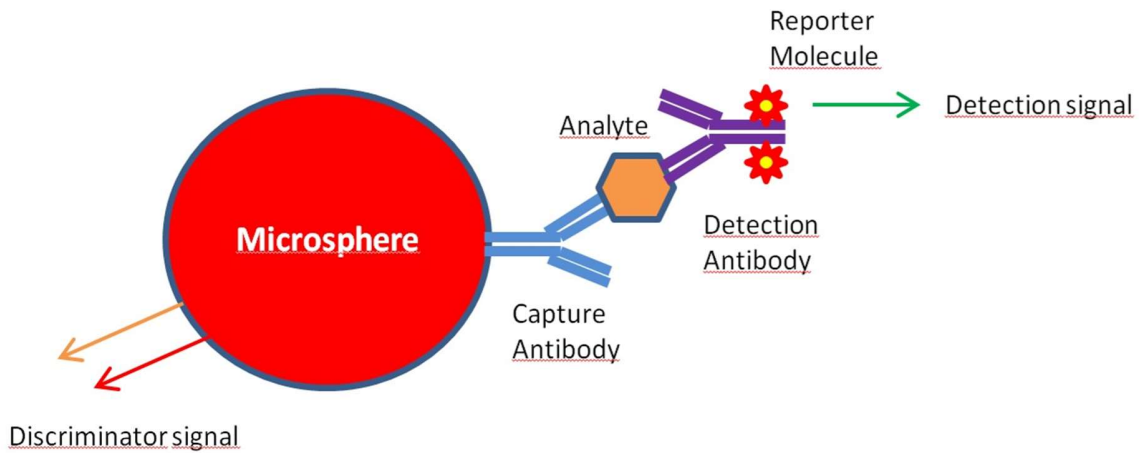 Reporter
Molecule
Detection signal
Analyte
Microsphere
Detection
Antibody
Capture
Antibody
Discriminator signal